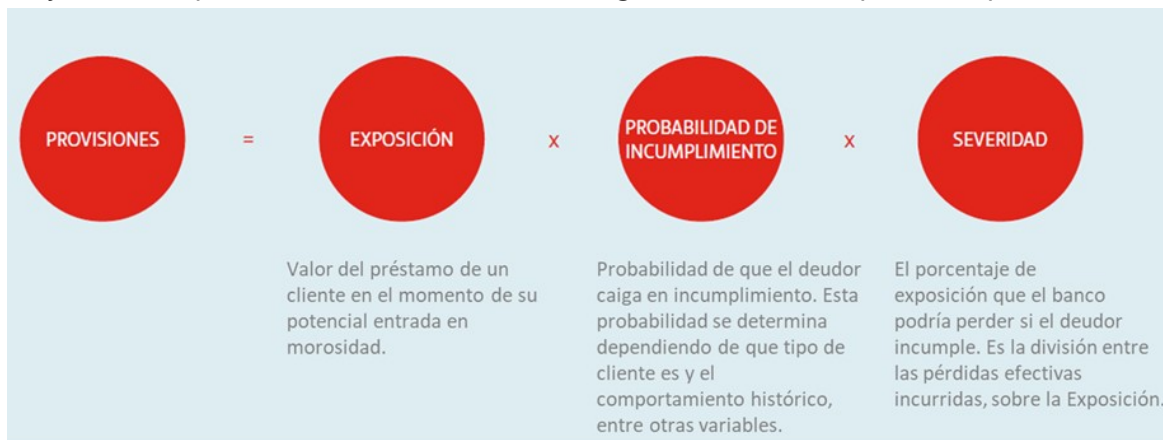 PROVISIONES
=
EXPOSICIÓN
x
PROBABILIDAD DE
INCUMPLIMIENTO
x
SEVERIDAD
Valor del préstamo de un
cliente en el momento de su
potencial entrada en
morosidad.
Probabilidad de que el deudor
caiga en incumplimiento. Esta
probabilidad se determina
dependiendo de que tipo de
cliente es y el
comportamiento histórico,
entre otras variables.
El porcentaje de
exposición que el banco
podría perder si el deudor
incumple. Es la división entre
las pérdidas efectivas
incurridas, sobre la Exposición.